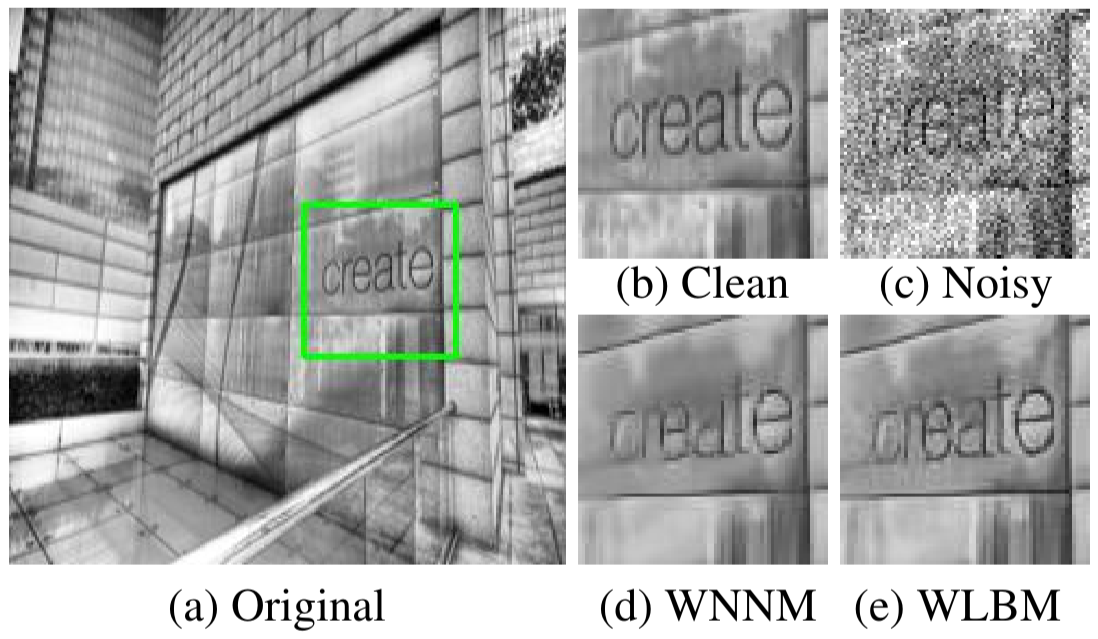 create
create
create
(b) Clean
(c) Noisy
create
create
(a) Original
(d) WNNM
(e) WLBM